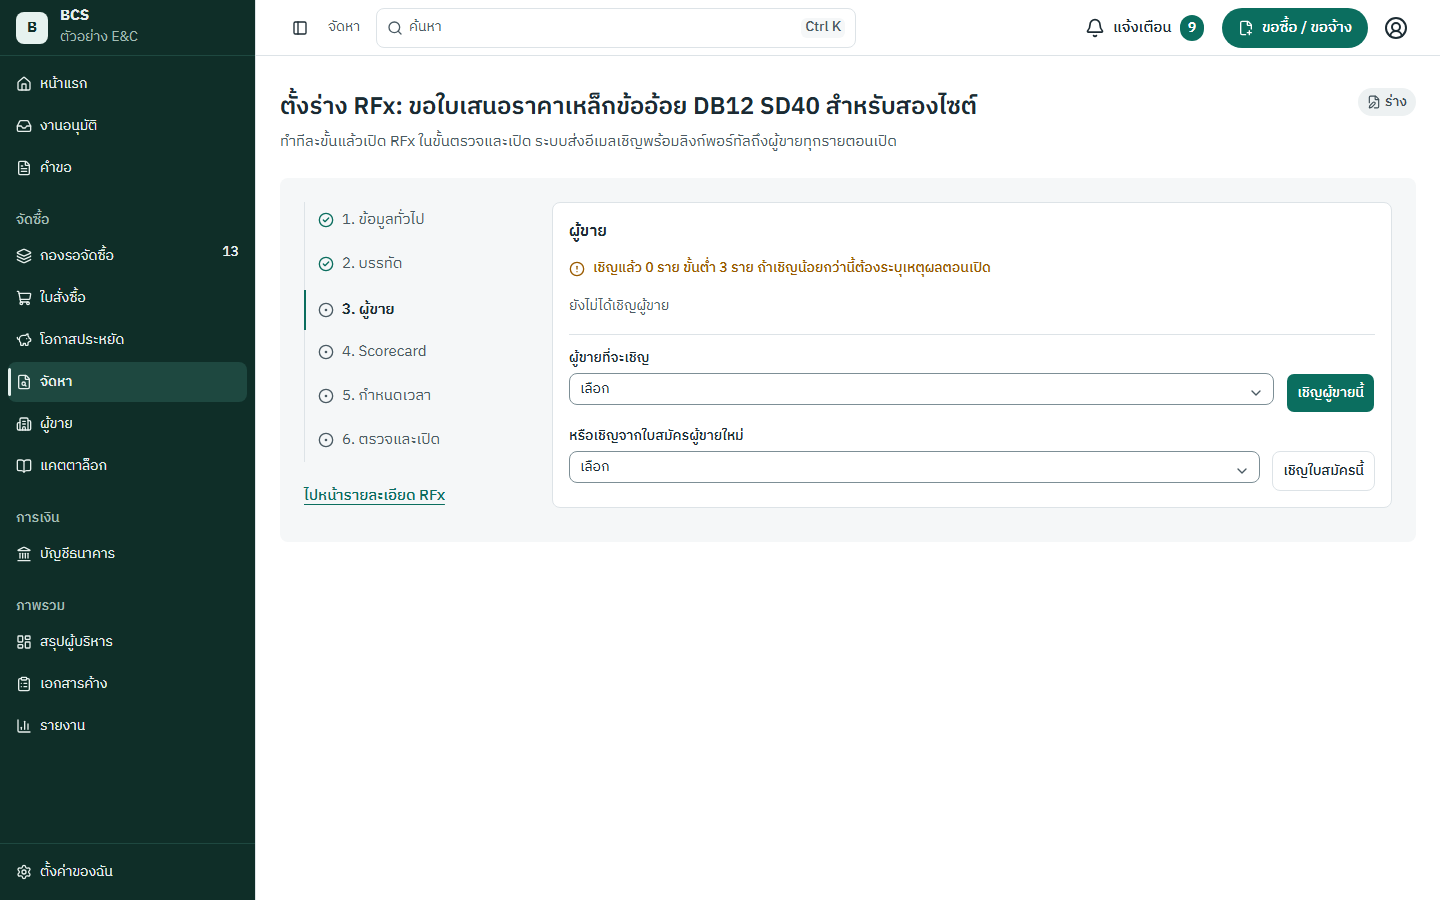 B
BCS
ตัวอย่าง E&C
หน้าแรก
งานอนุมัติ
คำขอ
จัดซื้อ
กองรอจัดซื้อ 13
ใบสั่งซื้อ
โอกาสประหยัด
จัดหา
ผู้ขาย
แคตตาล็อก
การเงิน
บัญชีธนาคาร
ภาพรวม
สรุปผู้บริหาร
เอกสารค้าง
รายงาน
ตั้งค่าของฉัน
จัดหา
ค้นหา Ctrl K
แจ้งเตือน 9
ขอซื้อ / ขอจ้าง
ตั้งร่าง RFx: ขอใบเสนอราคาเหล็กข้ออ้อย DB12 SD40 สำหรับสองไซต์
ร่าง
ทำทีละขั้นแล้วเปิด RFx ในขั้นตรวจและเปิด ระบบส่งอีเมลเชิญพร้อมลิงก์พอร์ทัลถึงผู้ขายทุกรายตอนเปิด
1. ข้อมูลทั่วไป
2. บรรทัด
3. ผู้ขาย
4. Scorecard
5. กำหนดเวลา
6. ตรวจและเปิด
ไปหน้ารายละเอียด RFx
ผู้ขาย
เชิญแล้ว 0 ราย ขั้นต่ำ 3 ราย ถ้าเชิญน้อยกว่านี้ต้องระบุเหตุผลตอนเปิด
ยังไม่ได้เชิญผู้ขาย
ผู้ขายที่จะเชิญ
เลือก
เชิญผู้ขายนี้
หรือเชิญจากใบสมัครผู้ขายใหม่
เลือก
เชิญใบสมัครนี้